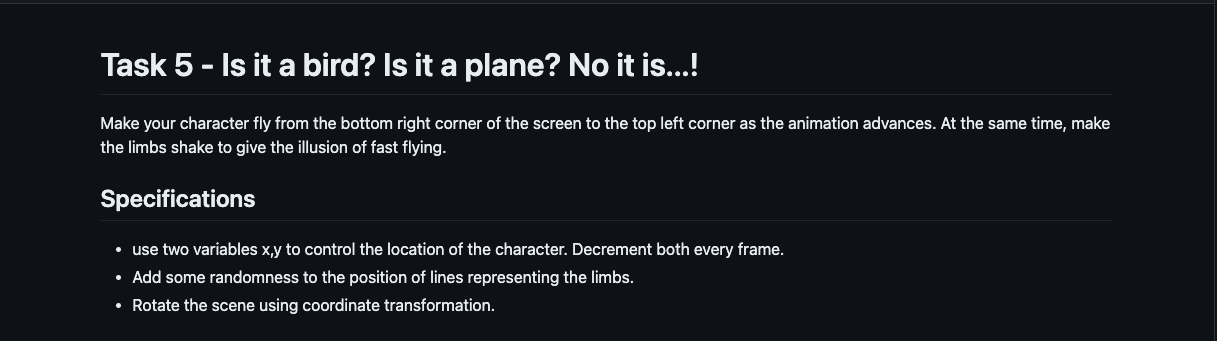 Task 5 - Is it a bird? Is it a plane? No it is...!
Make your character fly from the bottom right corner of the screen to the top left corner as the animation advances. At the same time, make
the limbs shake to give the illusion of fast flying.
Specifications
• use two variables x,y to control the location of the character. Decrement both every frame.
• Add some randomness to the position of lines representing the limbs.
• Rotate the scene using coordinate transformation.